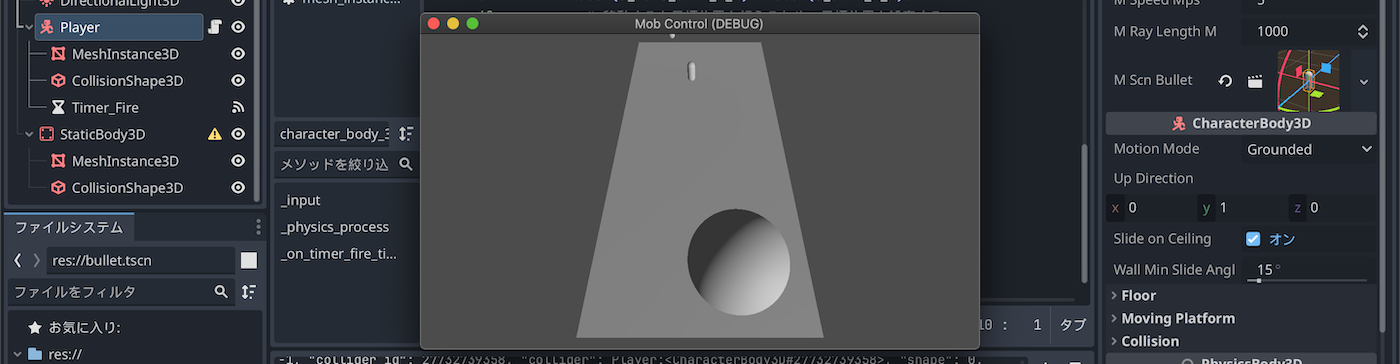 DirectionalLight3D
Player
MeshInstance3D
CollisionShape3D
Timer_Fire
StaticBody3D
MeshInstance3D
CollisionShape3D
ファイルシステム
res://bullet.tscn
ファイルをフィルタ
お気に入り:
res://
mesh_instanc...
character_body_3
メソッドを絞り込
_input
_physics_process
_on_timer_fire_ti...
Mob Control (DEBUG)
10 : 1 タブ
-1, "collider_id": 27732739358, "collider": Player:<CharacterBody3D#27732739358>, "shape": 0,
M Speed Mps 5
M Ray Length M 1000
M Scn Bullet
CharacterBody3D
Motion Mode Grounded
Up Direction
x 0 y 1 z 0
Slide on Ceiling オン
Wall Min Slide Angl 15°
Floor
Moving Platform
Collision
PhysicsBody3D